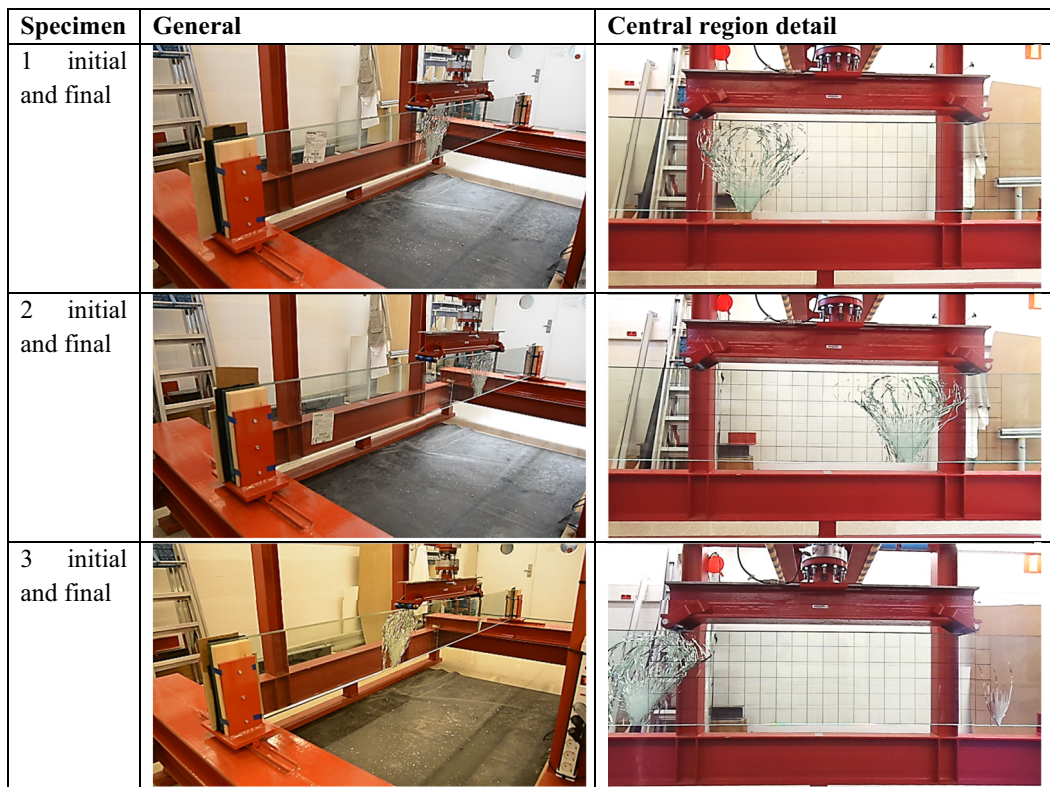 Specimen General Central region detail
1 initial
and final
2 initial
and final
3 initial
and final